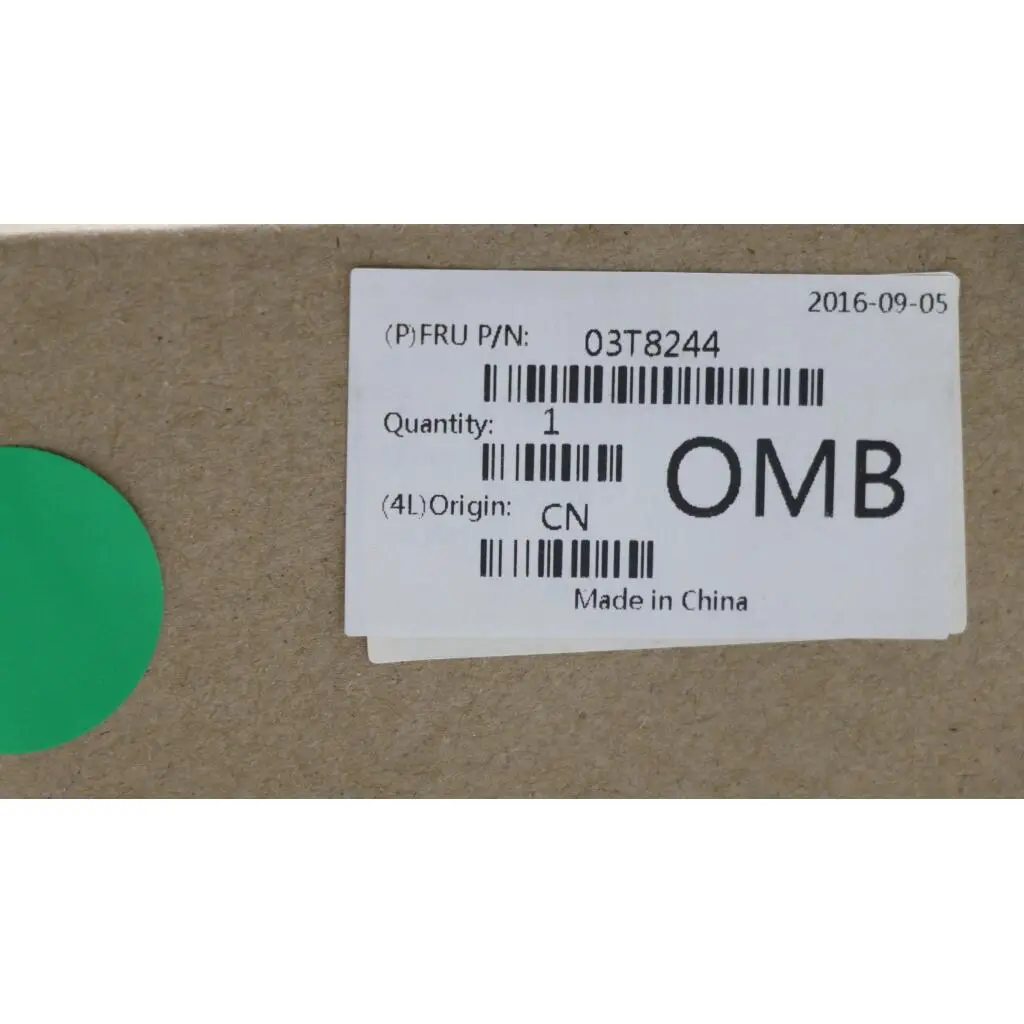 2016-09-05
(P)FRU P/N: 03T8244
Quantity: 1
OMB
(4L)Origin: CN
Made in China